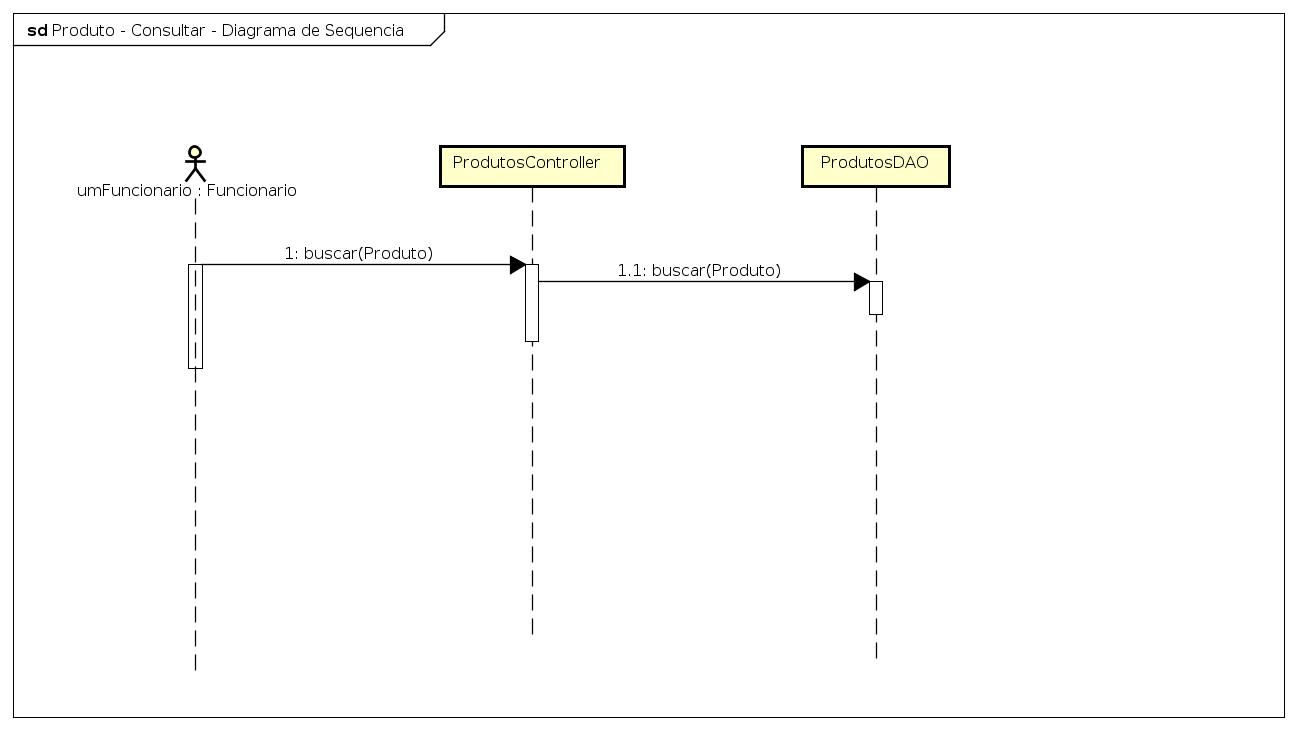 sd Produto - Consultar - Diagrama de Sequencia
ProdutosController
ProdutosDAO
umFuncionario : Funcionario
1: buscar(Produto)
1.1: buscar(Produto)